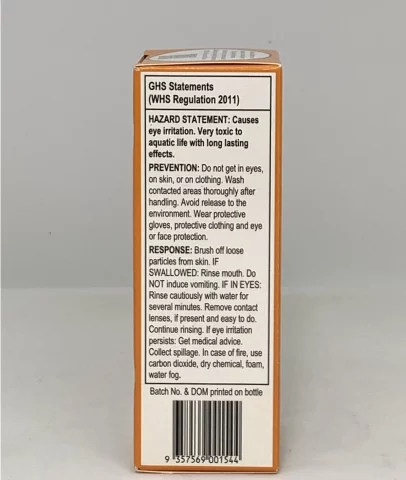 GHS Statements
(WHS Regulation 2011)
HAZARD STATEMENT: Causes
eye irritation. Very toxic to
aquatic life with long lasting
effects.
PREVENTION: Do not get in eyes,
on skin, or on clothing. Wash
contacted areas thoroughly after
handling. Avoid release to the
environment. Wear protective
gloves, protective clothing and eye
or face protection.
RESPONSE: Brush off loose
particles from skin. IF
SWALLOWED: Rinse mouth. Do
NOT induce vomiting. IF IN EYES:
Rinse cautiously with water for
several minutes. Remove contact
lenses, if present and easy to do.
Continue rinsing. If eye irritation
persists: Get medical advice.
Collect spillage. In case of fire, use
carbon dioxide, dry chemical, foam,
water fog.
Batch No. & DOM printed on bottle
9 357569 001544